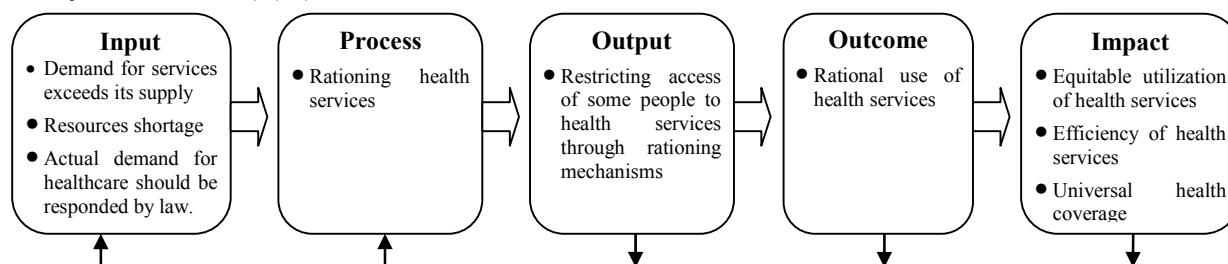 Input
• Demand for services
exceeds its supply
• Resources shortage
• Actual demand for
healthcare should be
responded by law.
Process
• Rationing health
services
Output
• Restricting access
of some people to
health services
through rationing
mechanisms
Outcome
• Rational use of
health services
Impact
• Equitable utilization
of health services
• Efficiency of health
services
• Universal health
coverage